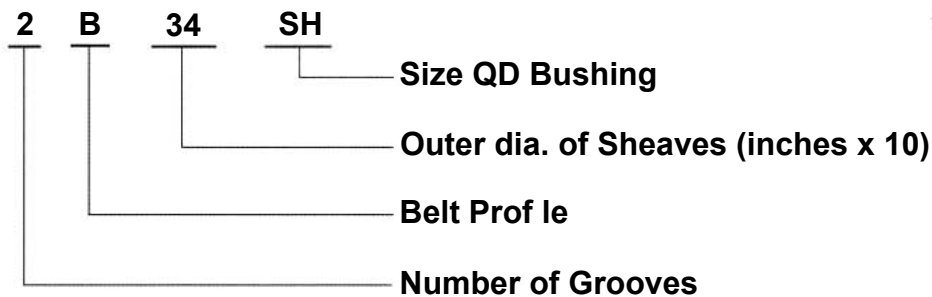 2 B 34 SH
Size QD Bushing
Outer dia. of Sheaves (inches x 10)
Belt Prof le
Number of Grooves